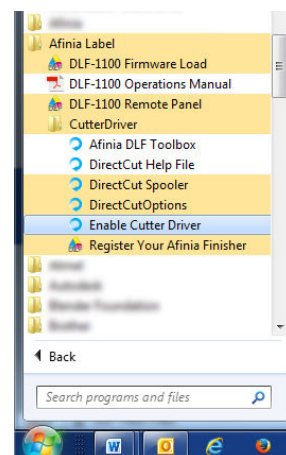 Afinia Label
DLF-1100 Firmware Load
DLF-1100 Operations Manual
DLF-1100 Remote Panel
CutterDriver
Afinia DLF Toolbox
DirectCut Help File
DirectCut Spooler
DirectCutOptions
Enable Cutter Driver
Register Your Afinia Finisher
Back
Search programs and files